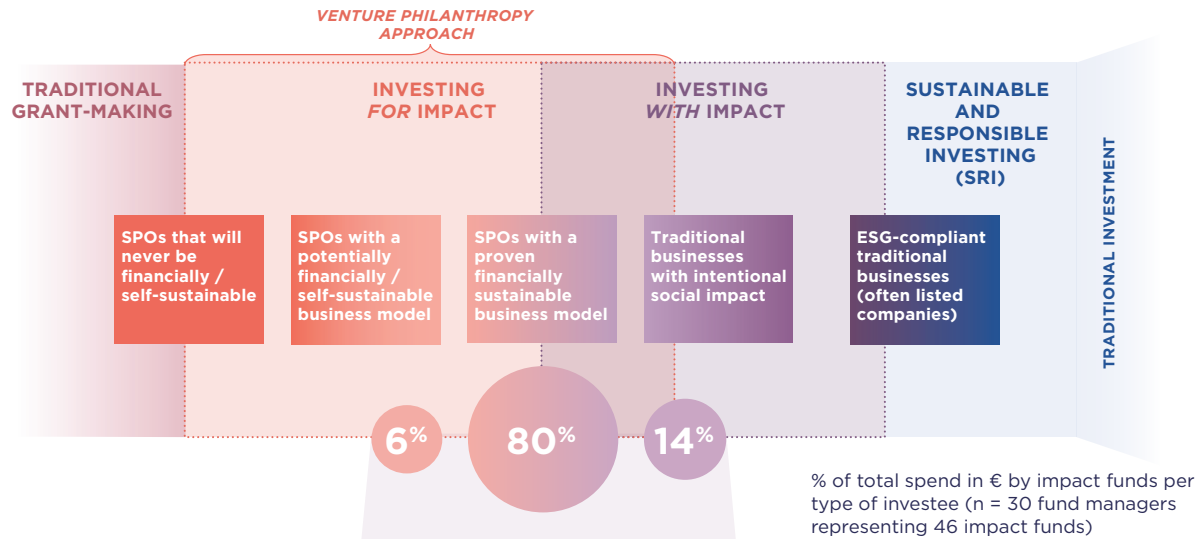 VENTURE PHILANTHROPY
APPROACH
TRADITIONAL
GRANT-MAKING
INVESTING
FOR IMPACT
INVESTING
WITH IMPACT
SUSTAINABLE
AND
RESPONSIBLE
INVESTING
(SRI)
TRADITIONAL INVESTMENT
SPOs that will
never be
financially /
self-sustainable
SPOs with a
potentially
financially /
self-sustainable
business model
SPOs with a
proven
financially
sustainable
business model
Traditional
businesses
with intentional
social impact
ESG-compliant
traditional
businesses
(often listed
companies)
6%
80%
14%
% of total spend in € by impact funds per
type of investee (n = 30 fund managers
representing 46 impact funds)